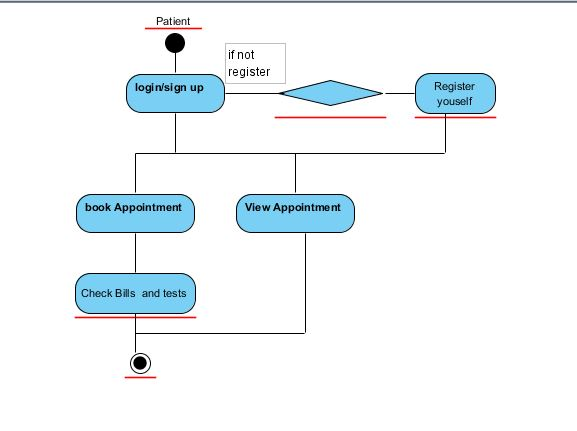 Patient
if not
register
login/sign up
Register
youself
book Appointment
View Appointment
Check Bills and tests